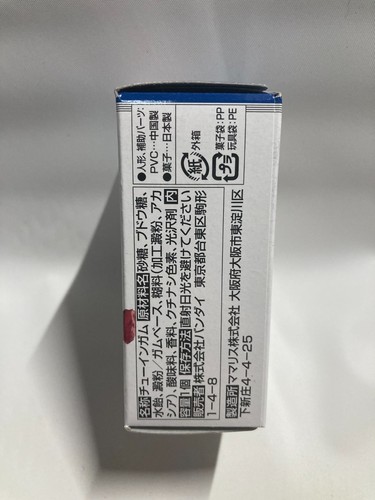 ●人形、補助パーツ:
PVC…中国製
●菓子…日本製
紙
外箱
プラ
菓子袋:PP
玩具袋:PE
名称チューインガム 原材料名砂糖、ブドウ糖、
水飴、澱粉/ガムベース、糊料(加工澱粉、アカ
シア)、酸味料、香料、クチナシ色素、光沢剤 内
容量1個 保存方法直射日光を避けてください
販売者株式会社バンダイ 東京都台東区駒形
1-4-8
製造所ママリス株式会社 大阪府大阪市東淀川区
下新庄4-4-25